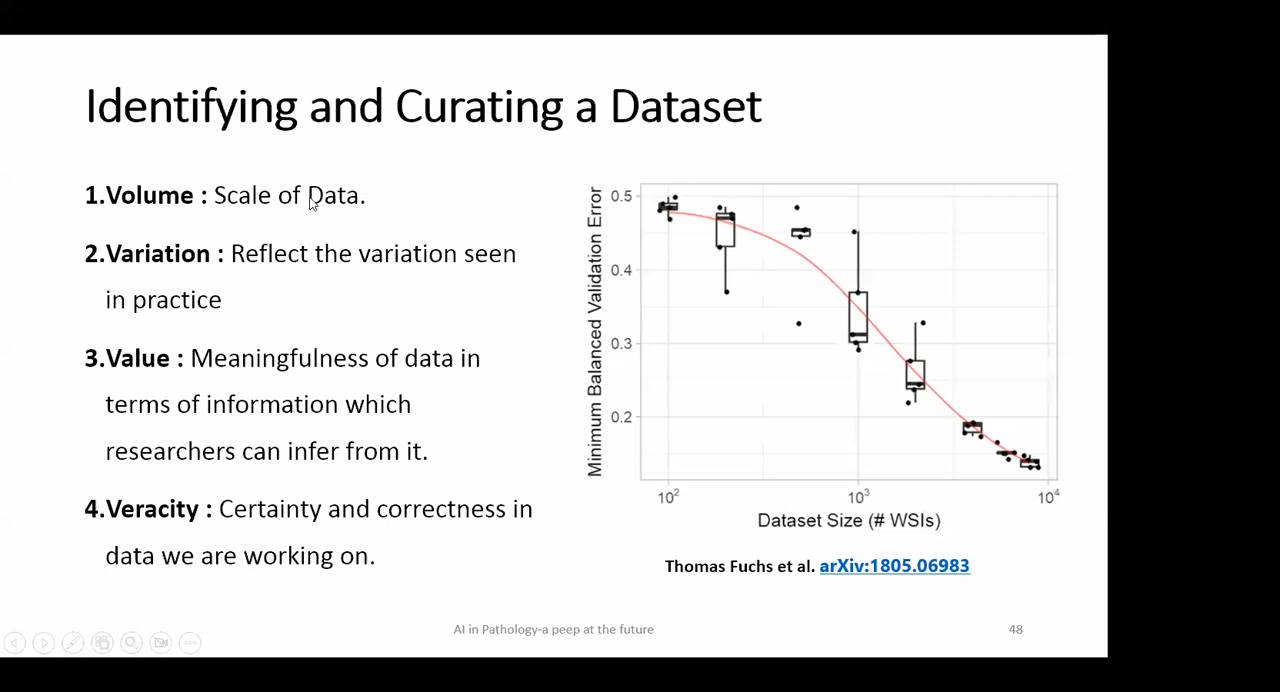 Identifying and Curating a Dataset
1.Volume : Scale of Data.
2.Variation : Reflect the variation seen
in practice
3.Value : Meaningfulness of data in
terms of information which
researchers can infer from it.
4.Veracity : Certainty and correctness in
data we are working on.
Minimum Balanced Validation Error
0.5
0.4
0.3
0.2
10²
10³
10⁴
Dataset Size (# WSIs)
Thomas Fuchs et al. arXiv:1805.06983
AI in Pathology-a peep at the future
48